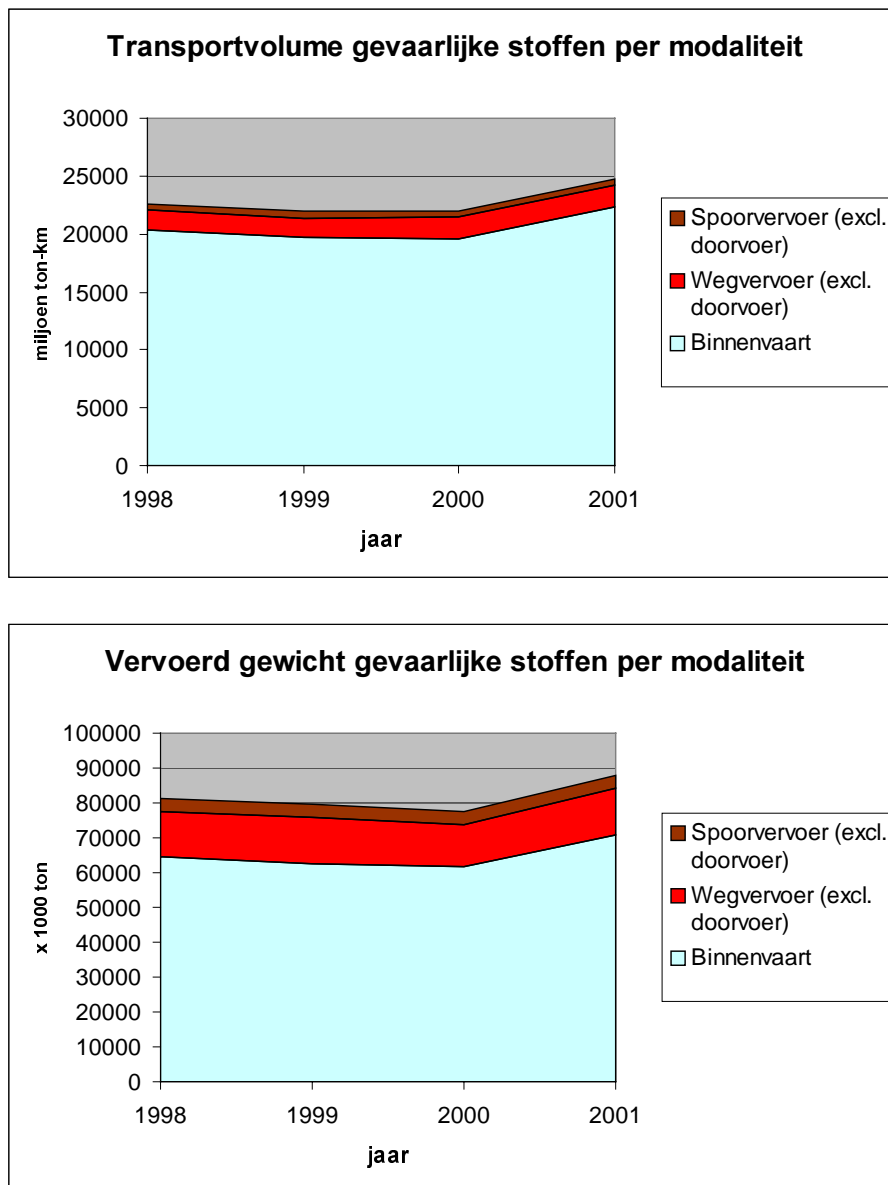 Transportvolume gevaarlijke stoffen per modaliteit
30000
25000
20000
15000
10000
5000
0
miljoen ton-km
1998
1999
2000
2001
jaar
Spoorvervoer (excl.
doorvoer)
Wegvervoer (excl.
doorvoer)
Binnenvaart
Vervoerd gewicht gevaarlijke stoffen per modaliteit
100000
90000
80000
70000
60000
50000
40000
30000
20000
10000
0
x 1000 ton
1998
1999
2000
2001
jaar
Spoorvervoer (excl.
doorvoer)
Wegvervoer (excl.
doorvoer)
Binnenvaart